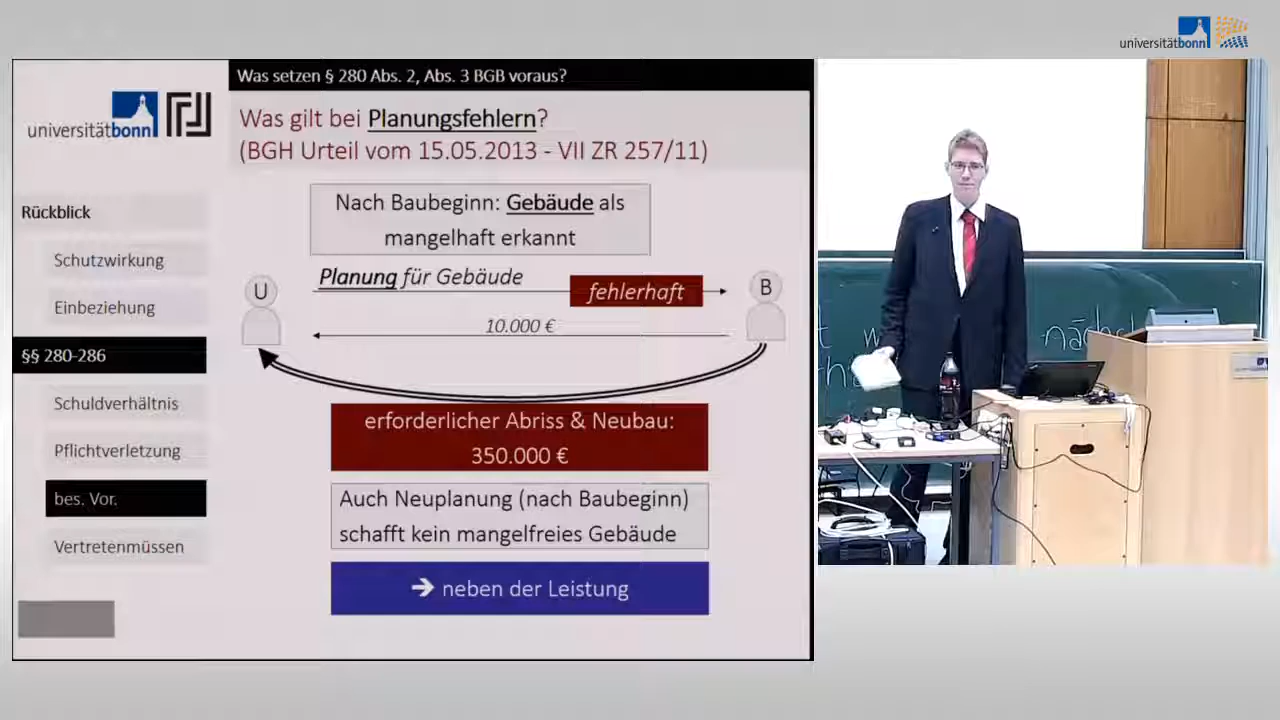 universitätbonn
Was setzen § 280 Abs. 2, Abs. 3 BGB voraus?
universitätbonn
Was gilt bei Planungsfehlern?
(BGH Urteil vom 15.05.2013 - VII ZR 257/11)
Rückblick
Schutzwirkung
Einbeziehung
§§ 280-286
Schuldverhältnis
Pflichtverletzung
bes. Vor.
Vertretenmüssen
Nach Baubeginn: Gebäude als
mangelhaft erkannt
U
Planung für Gebäude
fehlerhaft
B
10.000 €
erforderlicher Abriss & Neubau:
350.000 €
Auch Neuplanung (nach Baubeginn)
schafft kein mangelfreies Gebäude
➔ neben der Leistung